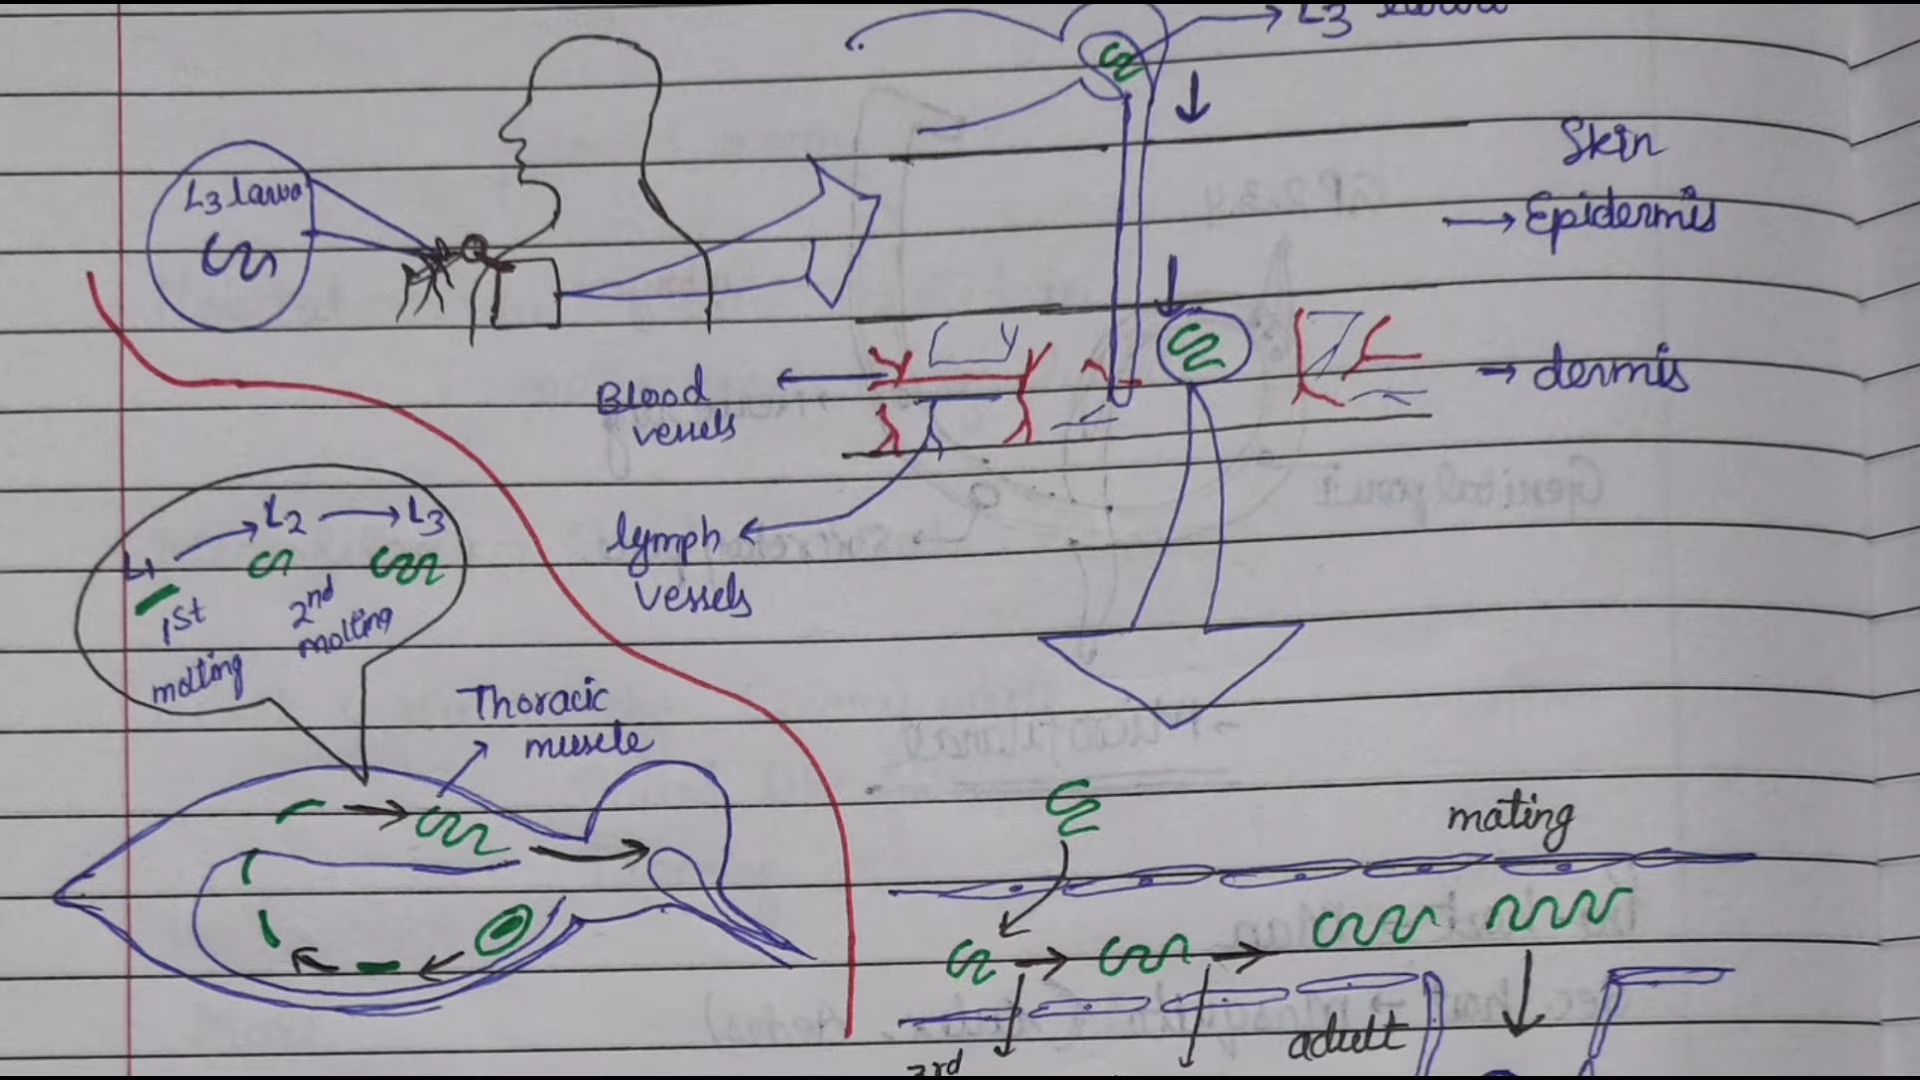 L3 larva
L3 larva
Skin
→ Epidermis
→ dermis
Blood
vessels
lymph
vessels
L1 → L2 → L3
1st
molting
2nd
molting
Thoracic
muscle
mating
adult
3rd